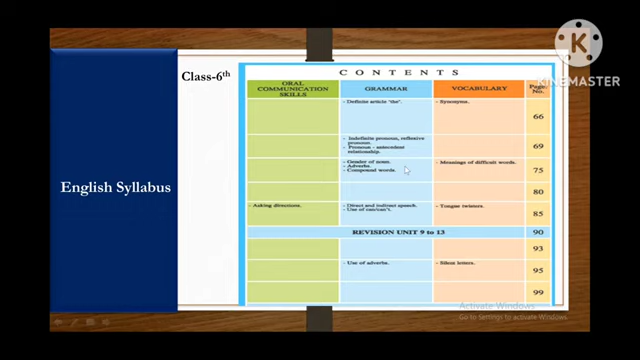 KINEMASTER
Class-6th
English Syllabus
CONTENTS
ORAL COMMUNICATION SKILLS GRAMMAR VOCABULARY Page No.
- Definite article "the". - Synonyms. 66
- Indefinite pronoun, reflexive pronoun.
- Pronoun - antecedent relationship. 69
- Gender of noun.
- Adverbs.
- Compound words. - Meanings of difficult words. 75
80
- Asking directions. - Direct and indirect speech.
- Use of can/can't. - Tongue twisters. 85
REVISION UNIT 9 to 13 90
93
- Use of adverbs. - Silent letters. 95
99
Activate Windows
Go to Settings to activate Windows.